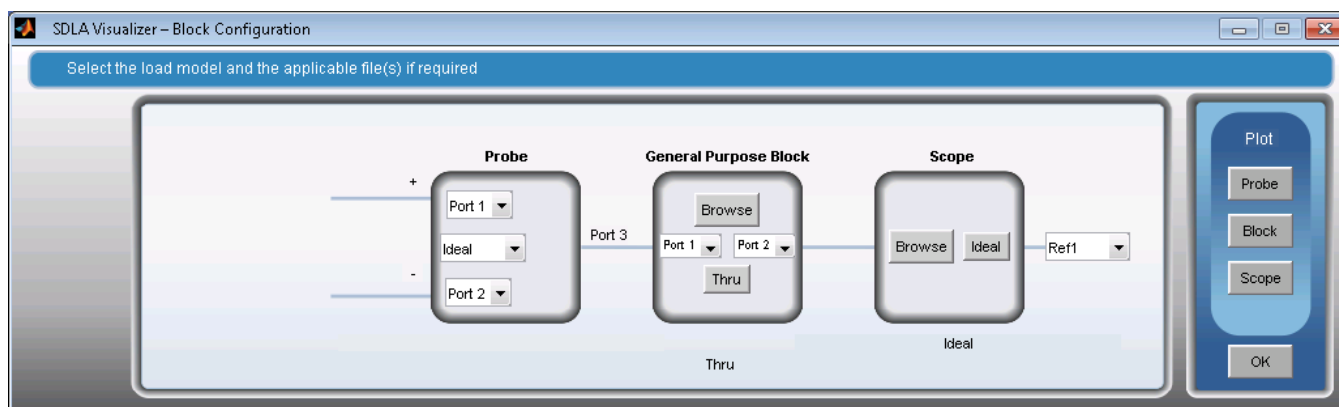 SDLA Visualizer – Block Configuration
Select the load model and the applicable file(s) if required
Probe
General Purpose Block
Scope
+
Port 1
Ideal
-
Port 2
Port 3
Browse
Port 1
Port 2
Thru
Browse
Ideal
Ref1
Ideal
Thru
Plot
Probe
Block
Scope
OK